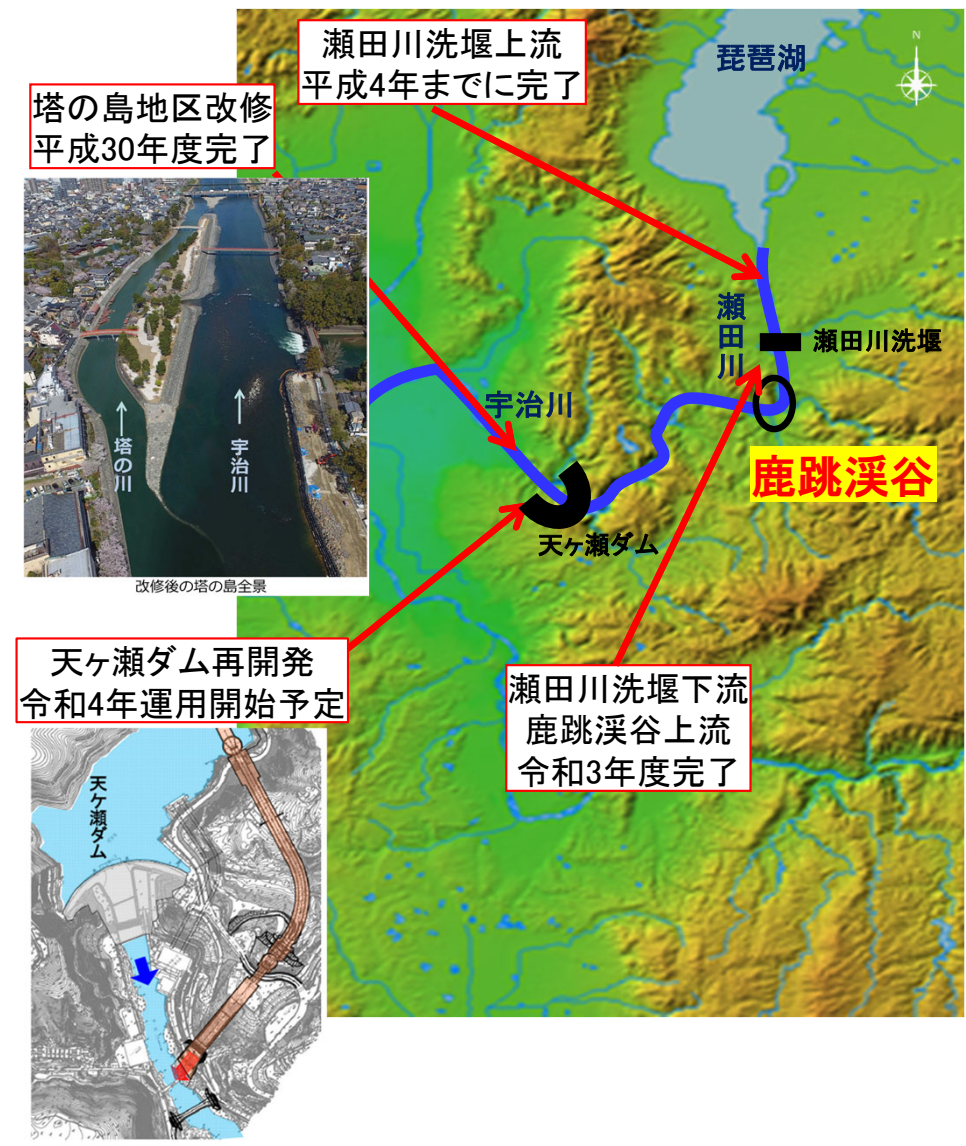 瀬田川洗堰上流
平成4年までに完了
琵琶湖
N
塔の島地区改修
平成30年度完了
塔の川
宇治川
改修後の塔の島全景
瀬田川
瀬田川洗堰
宇治川
鹿跳渓谷
天ヶ瀬ダム
天ヶ瀬ダム再開発
令和4年運用開始予定
瀬田川洗堰下流
鹿跳渓谷上流
令和3年度完了
天ヶ瀬ダム